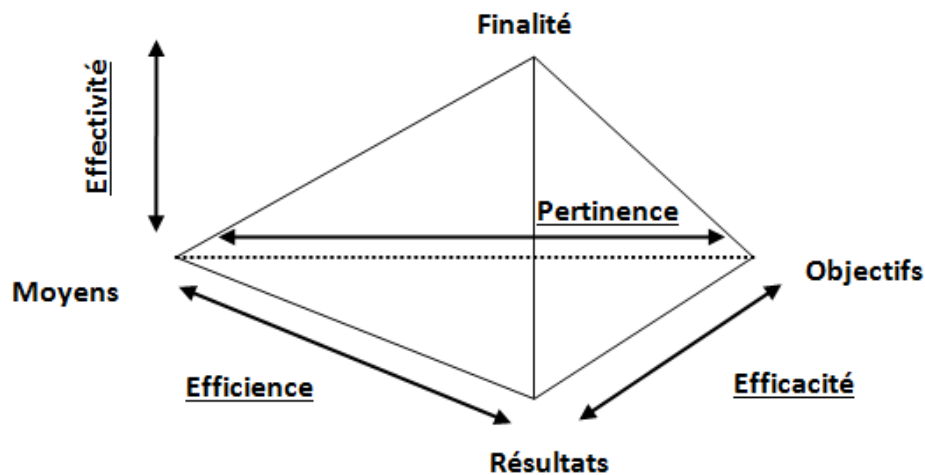 Finalité
Effectivité
Pertinence
Moyens
Objectifs
Efficience
Efficacité
Résultats